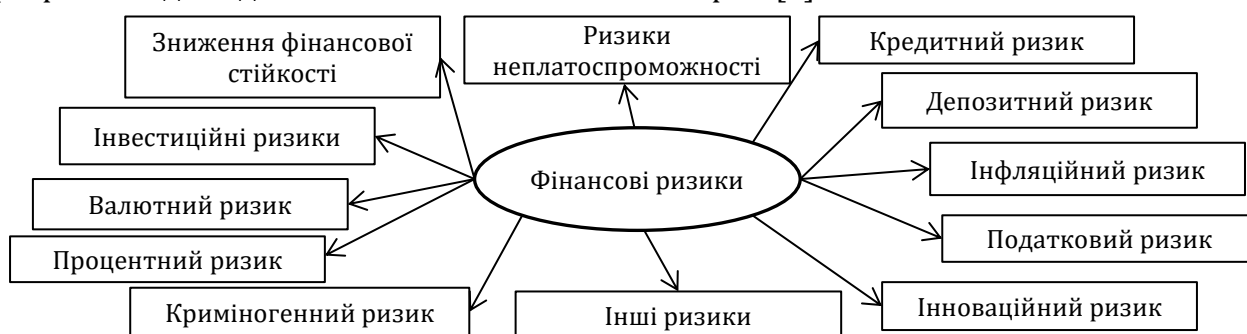 Зниження фінансової
стійкості
Ризики
неплатоспроможності
Кредитний ризик
Депозитний ризик
Інвестиційні ризики
Інфляційний ризик
Фінансові ризики
Валютний ризик
Податковий ризик
Процентний ризик
Криміногенний ризик
Інші ризики
Інноваційний ризик